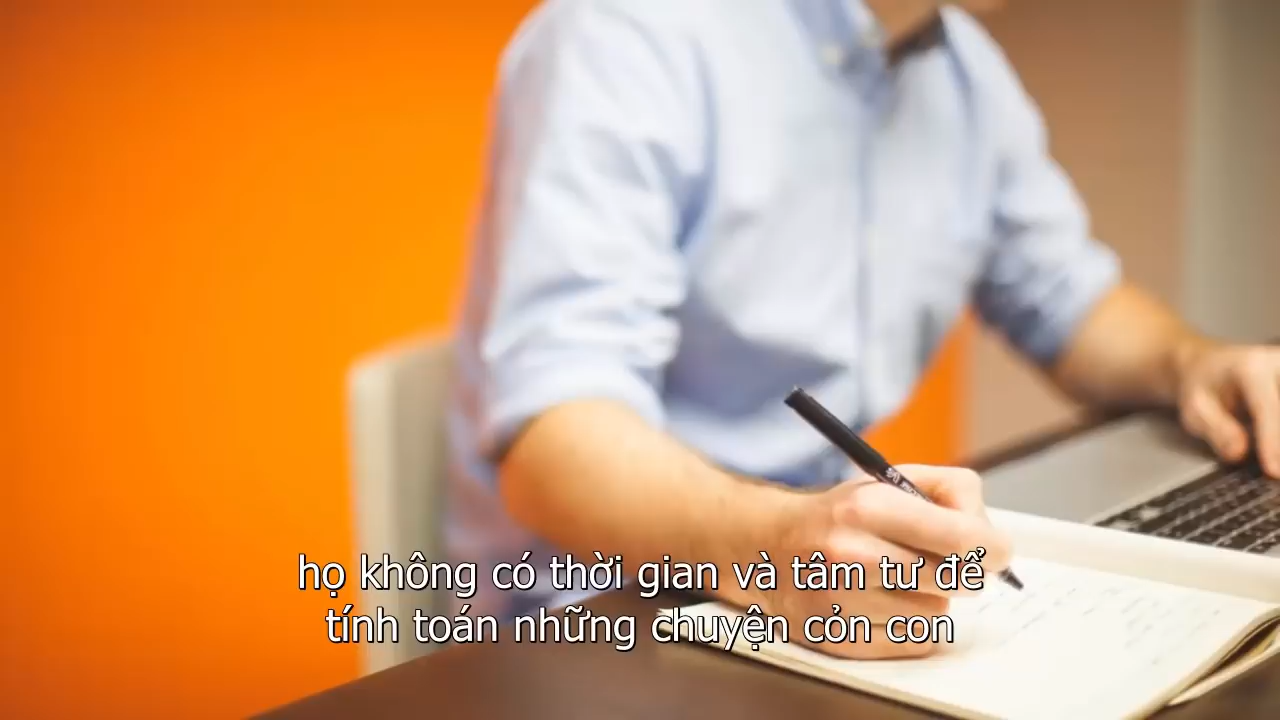 họ không có thời gian và tâm tư để
tính toán những chuyện cỏn con